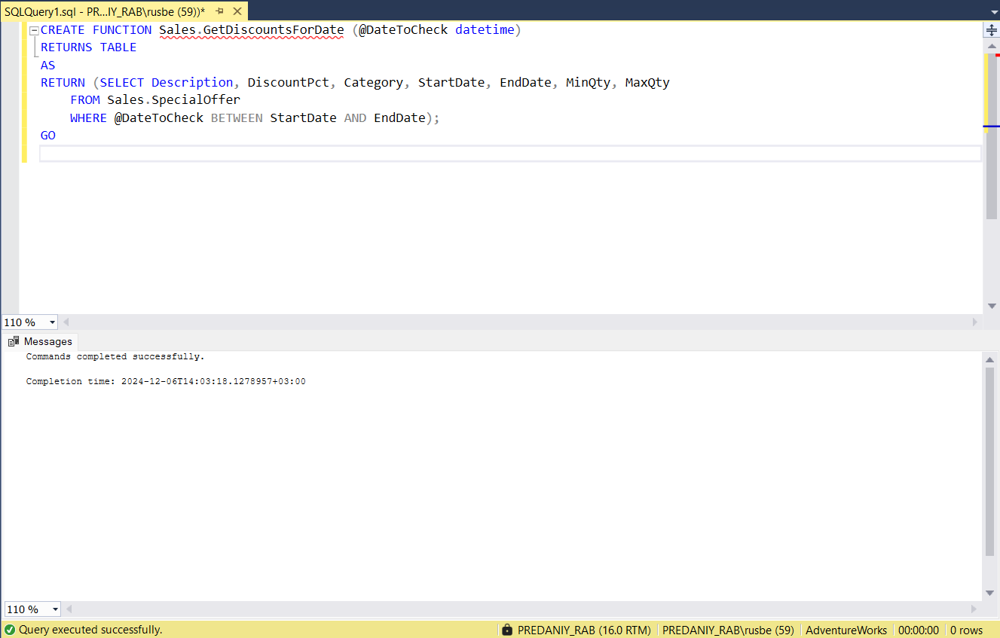 SQLQuery1.sql - PR...IY_RAB\rusbe (59))*
CREATE FUNCTION Sales.GetDiscountsForDate (@DateToCheck datetime)
RETURNS TABLE
AS
RETURN (SELECT Description, DiscountPct, Category, StartDate, EndDate, MinQty, MaxQty
    FROM Sales.SpecialOffer
    WHERE @DateToCheck BETWEEN StartDate AND EndDate);
GO
110 %
Messages
Commands completed successfully.
Completion time: 2024-12-06T14:03:18.1278957+03:00
110 %
Query executed successfully. PREDANIY_RAB (16.0 RTM) PREDANIY_RAB\rusbe (59) AdventureWorks 00:00:00 0 rows